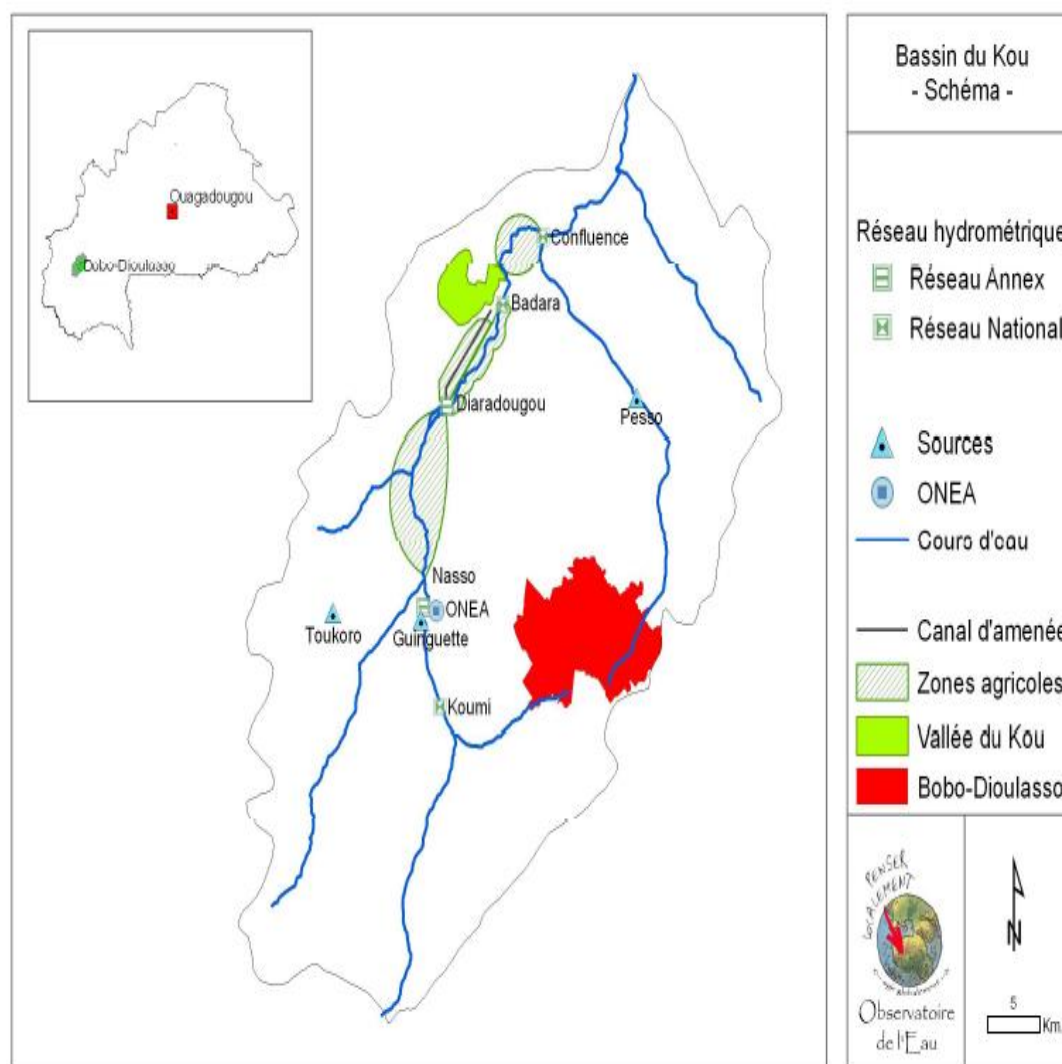 Bassin du Kou
- Schéma -
Ouagadougou
Bobo-Dioulasso
Confluence
Badara
Diaradougou
Pesso
Nasso
ONEA
Toukoro
Guinguette
Koumi
Réseau hydrométrique
Réseau Annex
Réseau National
Sources
ONEA
Cours d'eau
Canal d'amenée
Zones agricoles
Vallée du Kou
Bobo-Dioulasso
PENSER
LOCALEMENT
Observatoire
de l'Eau
N
5
Km.